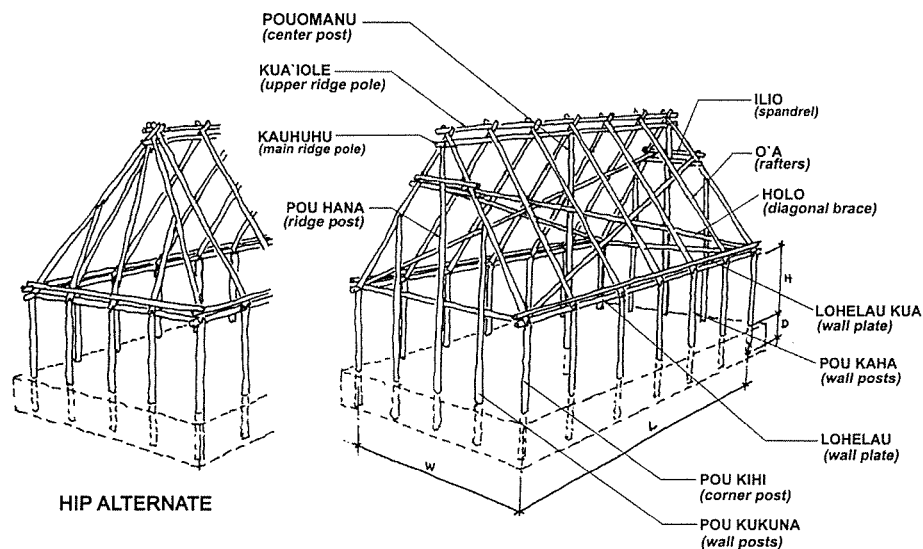 POUOMANU
(center post)
KUA`IOLE
(upper ridge pole)
KAUHUHU
(main ridge pole)
POU HANA
(ridge post)
ILIO
(spandrel)
O`A
(rafters)
HOLO
(diagonal brace)
H
D
LOHELAU KUA
(wall plate)
POU KAHA
(wall posts)
LOHELAU
(wall plate)
L
W
POU KIHI
(corner post)
POU KUKUNA
(wall posts)
HIP ALTERNATE